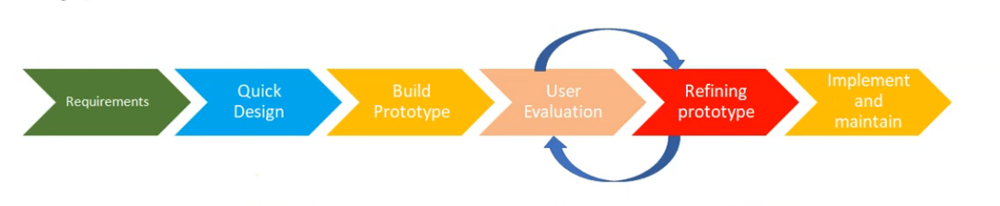 Requirements
Quick
Design
Build
Prototype
User
Evaluation
Refining
prototype
Implement
and
maintain